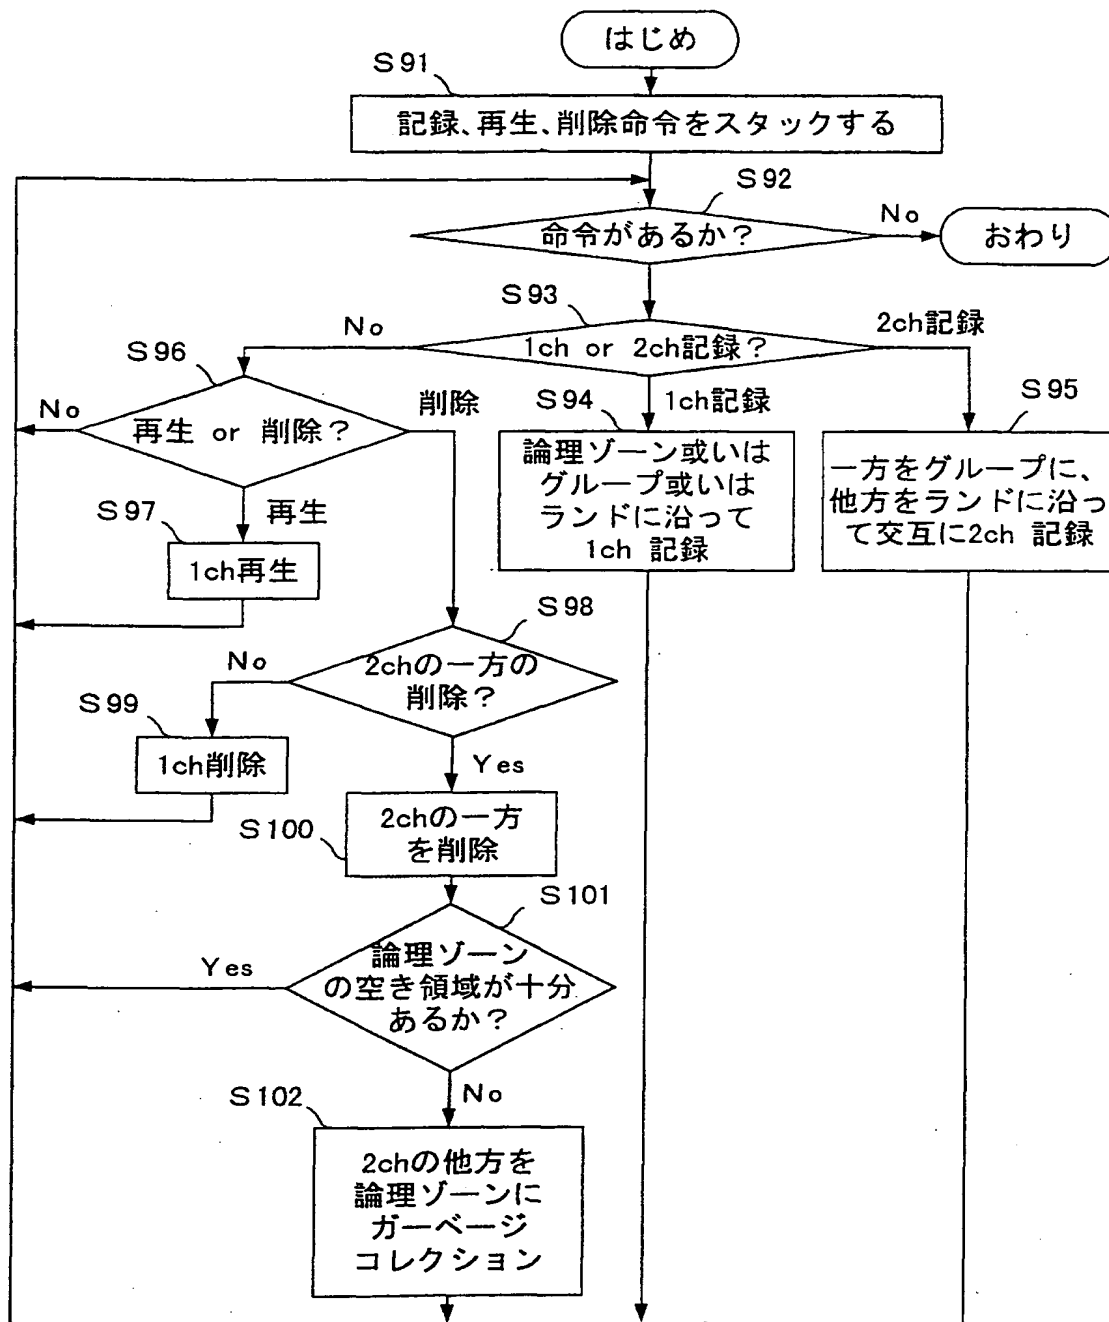 はじめ
S91
記録、再生、削除命令をスタックする
S92
命令があるか?
No
おわり
S93
No
1ch or 2ch記録?
2ch記録
S96
No
再生 or 削除?
削除
S94
1ch記録
S95
論理ゾーン或いは
グループ或いは
ランドに沿って
1ch 記録
一方をグループに、
他方をランドに沿っ
て交互に2ch 記録
S97
再生
1ch再生
S98
No
2chの一方の
削除?
S99
1ch削除
Yes
S100
2chの一方
を削除
S101
Yes
論理ゾーン
の空き領域が十分
あるか?
No
S102
2chの他方を
論理ゾーンに
ガーベージ
コレクション